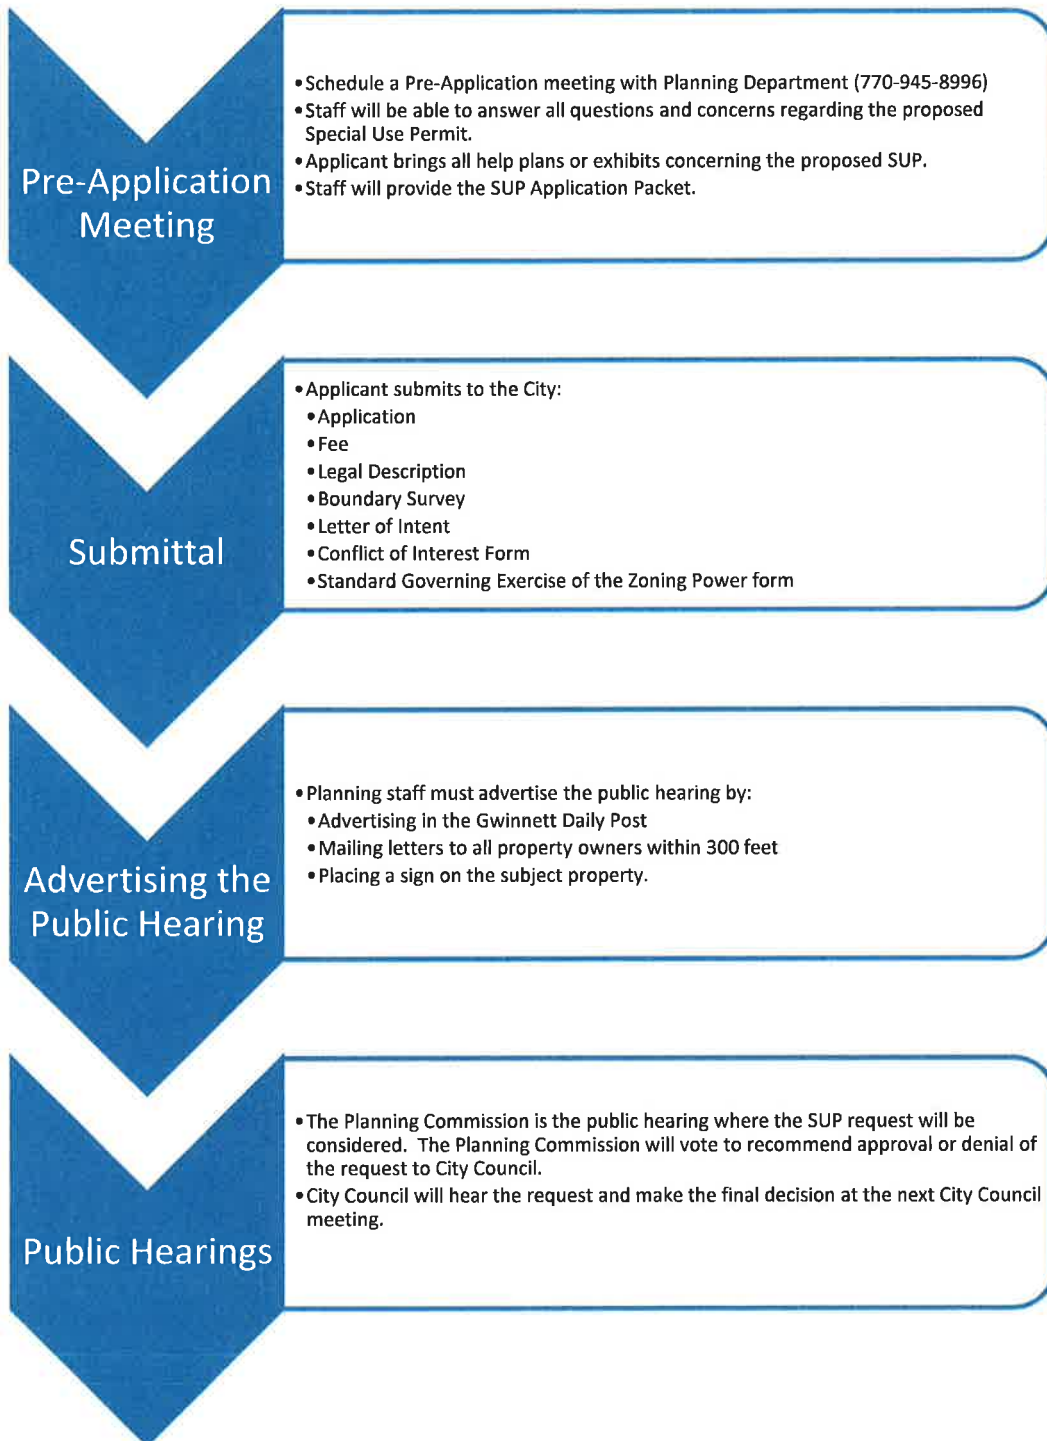 Pre-Application
Meeting
•Schedule a Pre-Application meeting with Planning Department (770-945-8996)
•Staff will be able to answer all questions and concerns regarding the proposed
Special Use Permit.
•Applicant brings all help plans or exhibits concerning the proposed SUP.
•Staff will provide the SUP Application Packet.
Submittal
•Applicant submits to the City:
•Application
•Fee
•Legal Description
•Boundary Survey
•Letter of Intent
•Conflict of Interest Form
•Standard Governing Exercise of the Zoning Power form
Advertising the
Public Hearing
•Planning staff must advertise the public hearing by:
•Advertising in the Gwinnett Daily Post
•Mailing letters to all property owners within 300 feet
•Placing a sign on the subject property.
Public Hearings
•The Planning Commission is the public hearing where the SUP request will be
considered. The Planning Commission will vote to recommend approval or denial of
the request to City Council.
•City Council will hear the request and make the final decision at the next City Council
meeting.